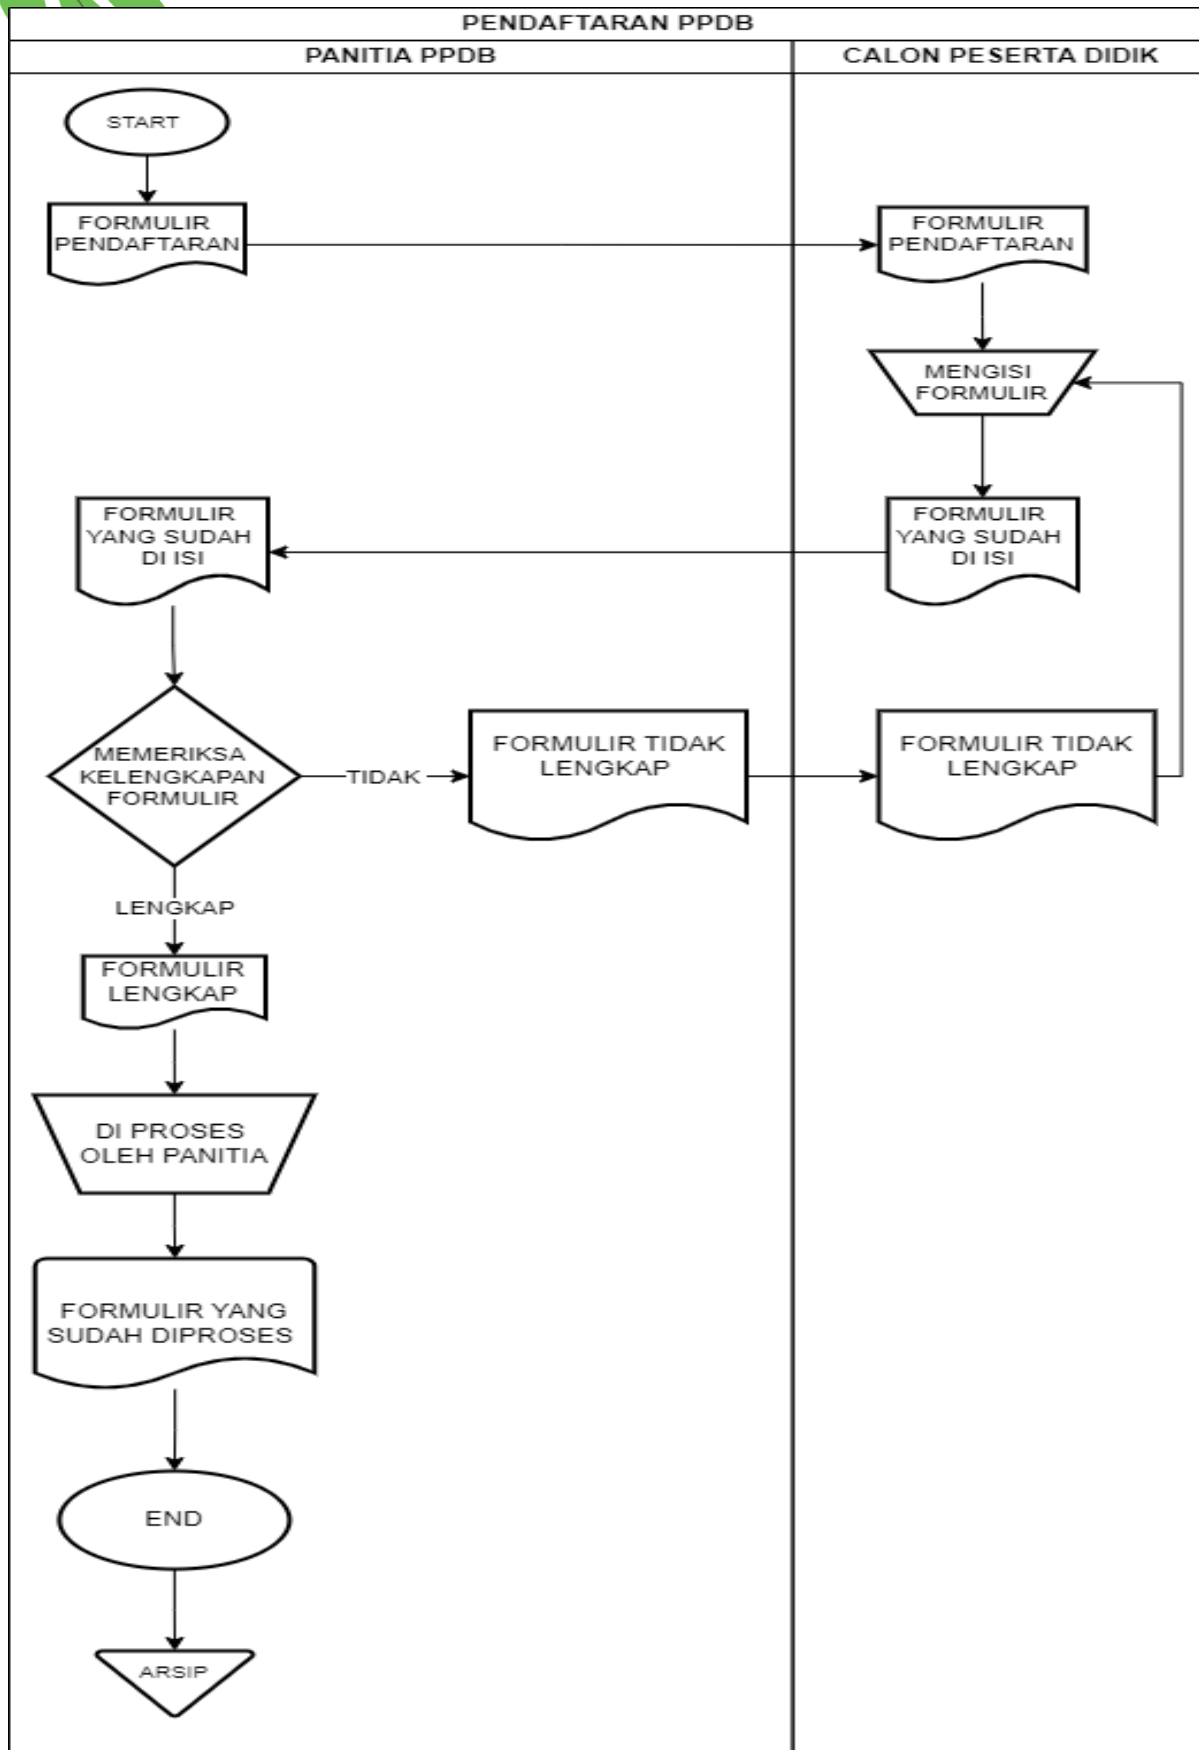 PENDAFTARAN PPDB
PANITIA PPDB
CALON PESERTA DIDIK
START
FORMULIR
PENDAFTARAN
FORMULIR
PENDAFTARAN
MENGISI
FORMULIR
FORMULIR
YANG SUDAH
DI ISI
FORMULIR
YANG SUDAH
DI ISI
MEMERIKSA
KELENGKAPAN
FORMULIR
TIDAK
FORMULIR TIDAK
LENGKAP
FORMULIR TIDAK
LENGKAP
LENGKAP
FORMULIR
LENGKAP
DI PROSES
OLEH PANITIA
FORMULIR YANG
SUDAH DIPROSES
END
ARSIP